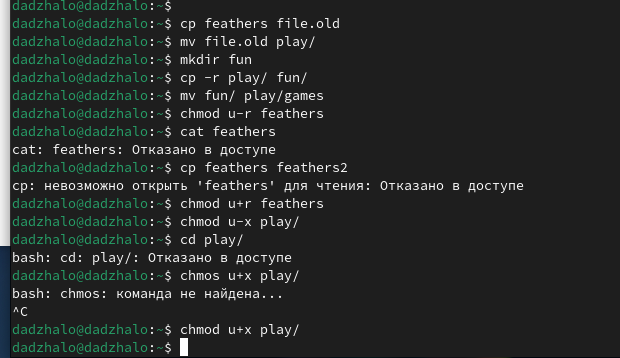 dadzhalo@dadzhalo:~$
dadzhalo@dadzhalo:~$ cp feathers file.old
dadzhalo@dadzhalo:~$ mv file.old play/
dadzhalo@dadzhalo:~$ mkdir fun
dadzhalo@dadzhalo:~$ cp -r play/ fun/
dadzhalo@dadzhalo:~$ mv fun/ play/games
dadzhalo@dadzhalo:~$ chmod u-r feathers
dadzhalo@dadzhalo:~$ cat feathers
cat: feathers: Отказано в доступе
dadzhalo@dadzhalo:~$ cp feathers feathers2
cp: невозможно открыть 'feathers' для чтения: Отказано в доступе
dadzhalo@dadzhalo:~$ chmod u+r feathers
dadzhalo@dadzhalo:~$ chmod u-x play/
dadzhalo@dadzhalo:~$ cd play/
bash: cd: play/: Отказано в доступе
dadzhalo@dadzhalo:~$ chmos u+x play/
bash: chmos: команда не найдена...
^C
dadzhalo@dadzhalo:~$ chmod u+x play/
dadzhalo@dadzhalo:~$